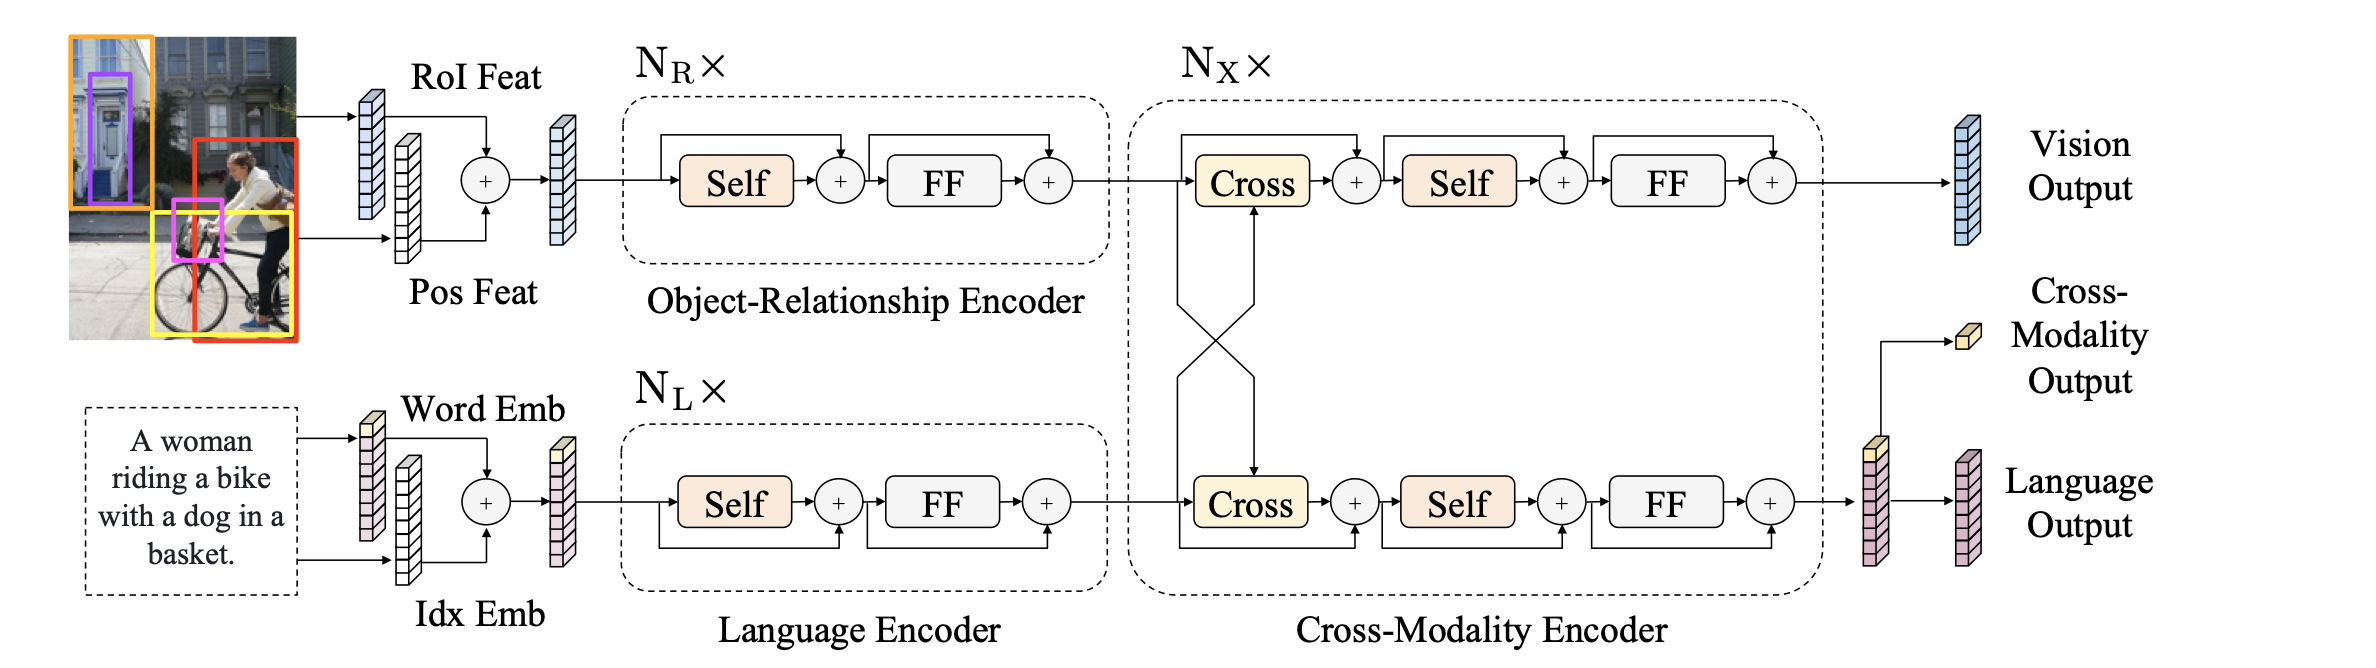 RoI Feat
Pos Feat
+
N_R×
Self
+
FF
+
Object-Relationship Encoder
A woman
riding a bike
with a dog in a
basket.
Word Emb
Idx Emb
+
N_L×
Self
+
FF
+
Language Encoder
N_X×
Cross
+
Self
+
FF
+
Cross
+
Self
+
FF
+
Cross-Modality Encoder
Vision
Output
Cross-
Modality
Output
Language
Output